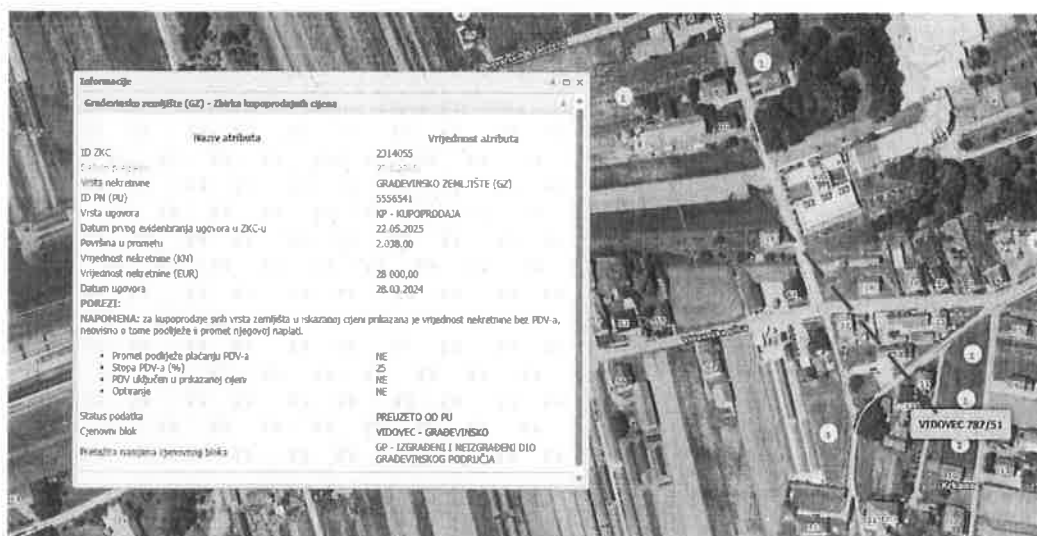 Informacije
Građevinsko zemljište (GZ) - Zbirka kupoprodajnih cijena
Naziv atributa Vrijednost atributa
ID ZKC 2314055
Vrsta nekretnine GRAĐEVINSKO ZEMLJIŠTE (GZ)
ID PN (PU) 5556541
Vrsta ugovora KP - KUPOPRODAJA
Datum prvog evidentiranja ugovora u ZKC-u 22.05.2025
Površina u prometu 2.038,00
Vrijednost nekretnine (KN)
Vrijednost nekretnine (EUR) 28.000,00
Datum ugovora 28.03.2024
POREZI:
NAPOMENA: za kupoprodaje svih vrsta zemljišta u iskazanoj cijeni prikazana je vrijednost nekretnine bez PDV-a,
neovisno o tome podliježe li promet njegovoj naplati.
• Promet podliježe plaćanju PDV-a NE
• Stopa PDV-a (%) 25
• PDV uključen u prikazanoj cijeni NE
• Optiranje NE
Status podatka PREUZETO OD PU
Cjenovni blok VIDOVEC - GRAĐEVINSKO
Pretežita namjena cjenovnog bloka GP - IZGRAĐENI I NEIZGRAĐENI DIO
GRAĐEVINSKOG PODRUČJA
VIDOVEC 787/51